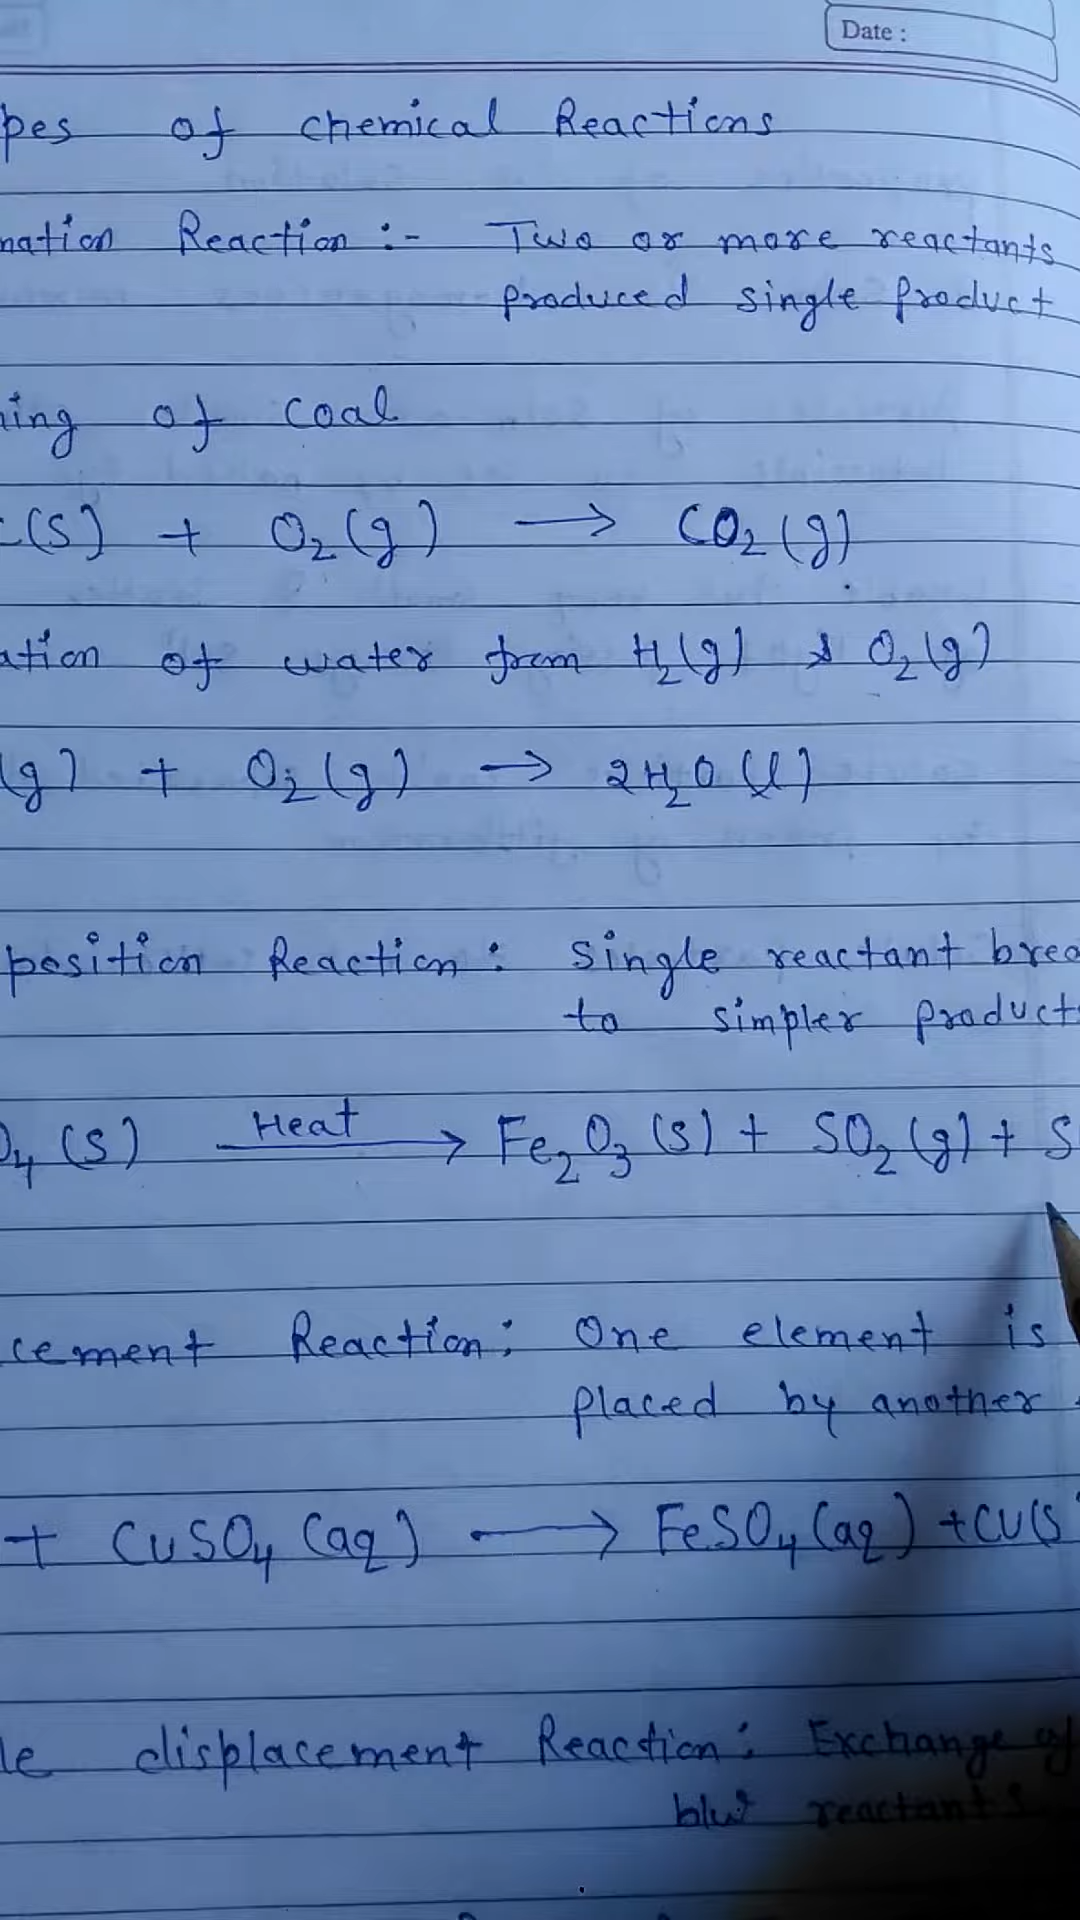 Date :
pes of chemical Reactions
nation Reaction :- Two or more reactants
produced single product
ning of coal
C(s) + O₂(g) → CO₂(g)
ation of water from H₂(g) & O₂(g)
(g) + O₂(g) → 2H₂O(l)
position Reaction: Single reactant brea
to simpler product
O₄(s) Heat → Fe₂O₃(s) + SO₂(g) + S
cement Reaction: One element is
placed by another
+ CuSO₄(aq) → FeSO₄(aq) + Cu(s
le displacement Reaction: Exchange of
b/w reactants